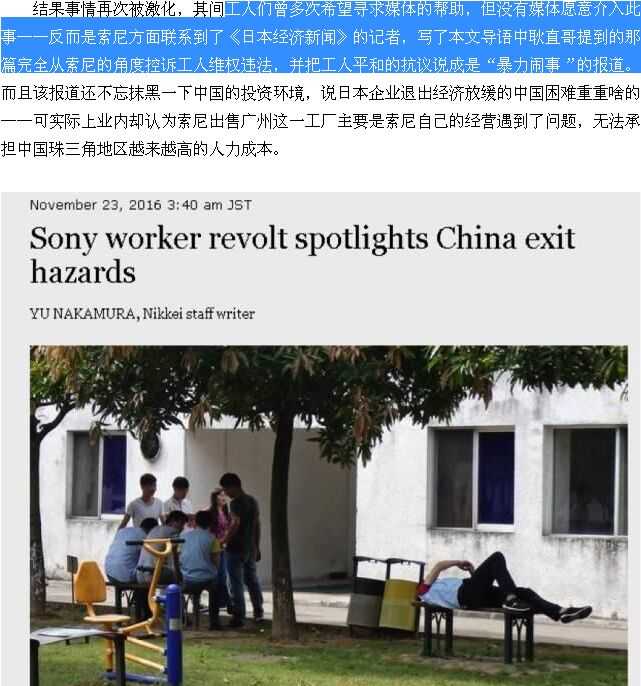 结果事情再次被激化，其间工人们曾多次希望寻求媒体的帮助，但没有媒体愿意介入此
事——反而是索尼方面联系到了《日本经济新闻》的记者，写了本文导语中耿直哥提到的那
篇完全从索尼的角度控诉工人维权违法，并把工人平和的抗议说成是“暴力闹事”的报道。
而且该报道还不忘抹黑一下中国的投资环境，说日本企业退出经济放缓的中国困难重重啥的
——可实际上业内却认为索尼出售广州这一工厂主要是索尼自己的经营遇到了问题，无法承
担中国珠三角地区越来越高的人力成本。
November 23, 2016 3:40 am JST
Sony worker revolt spotlights China exit
hazards
YU NAKAMURA, Nikkei staff writer